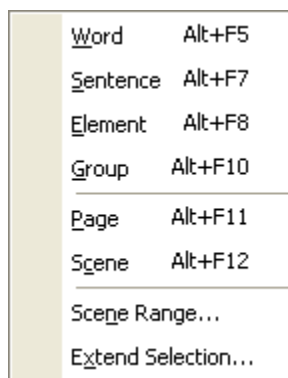 Word Alt+F5
Sentence Alt+F7
Element Alt+F8
Group Alt+F10
Page Alt+F11
Scene Alt+F12
Scene Range...
Extend Selection...